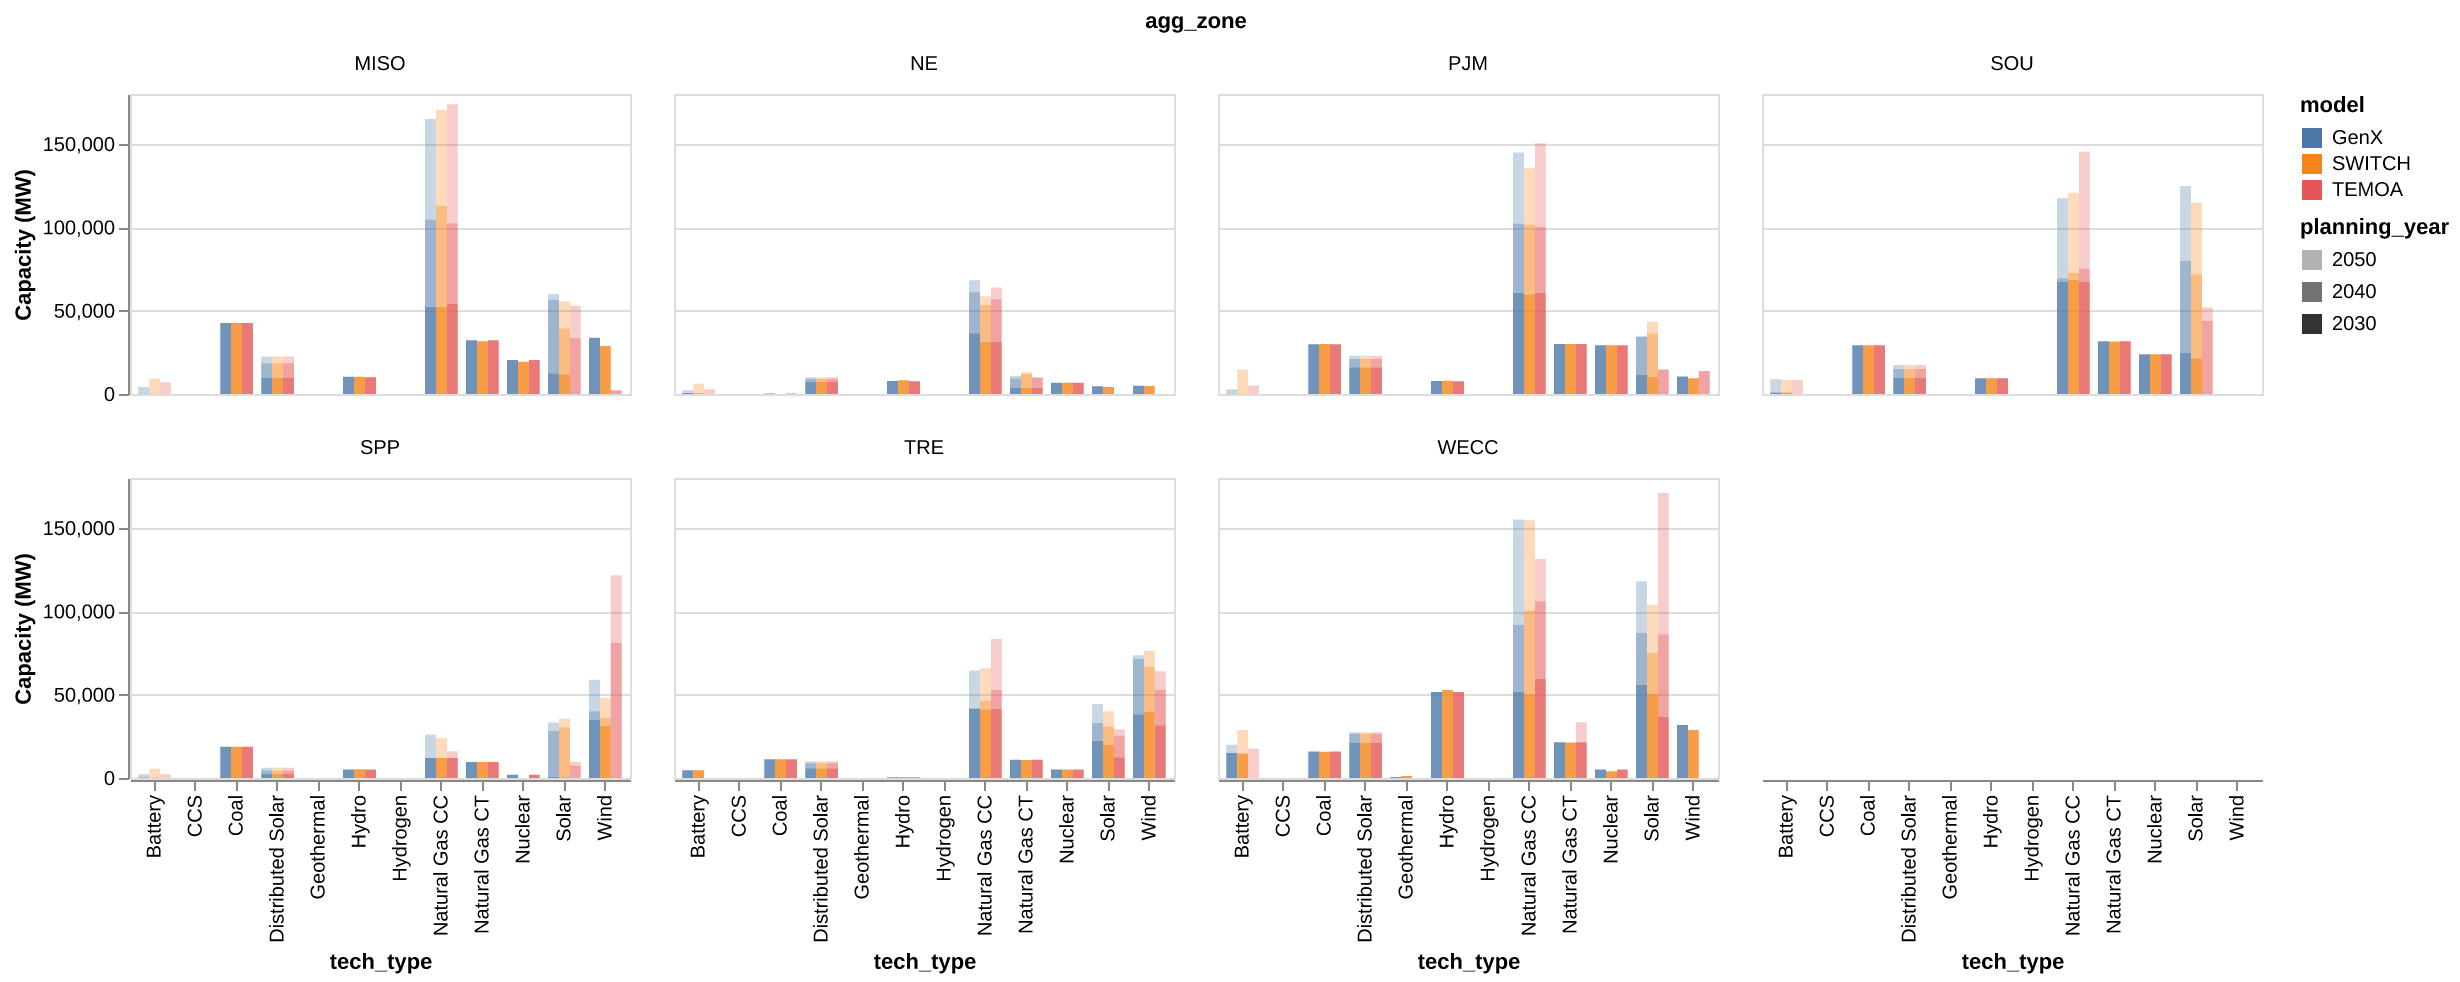 agg_zone
MISO
NE
PJM
SOU
Capacity (MW)
150,000
100,000
50,000
0
model
GenX
SWITCH
TEMOA
planning_year
2050
2040
2030
SPP
TRE
WECC
Capacity (MW)
150,000
100,000
50,000
0
Battery
CCS
Coal
Distributed Solar
Geothermal
Hydro
Hydrogen
Natural Gas CC
Natural Gas CT
Nuclear
Solar
Wind
Battery
CCS
Coal
Distributed Solar
Geothermal
Hydro
Hydrogen
Natural Gas CC
Natural Gas CT
Nuclear
Solar
Wind
Battery
CCS
Coal
Distributed Solar
Geothermal
Hydro
Hydrogen
Natural Gas CC
Natural Gas CT
Nuclear
Solar
Wind
Battery
CCS
Coal
Distributed Solar
Geothermal
Hydro
Hydrogen
Natural Gas CC
Natural Gas CT
Nuclear
Solar
Wind
tech_type
tech_type
tech_type
tech_type